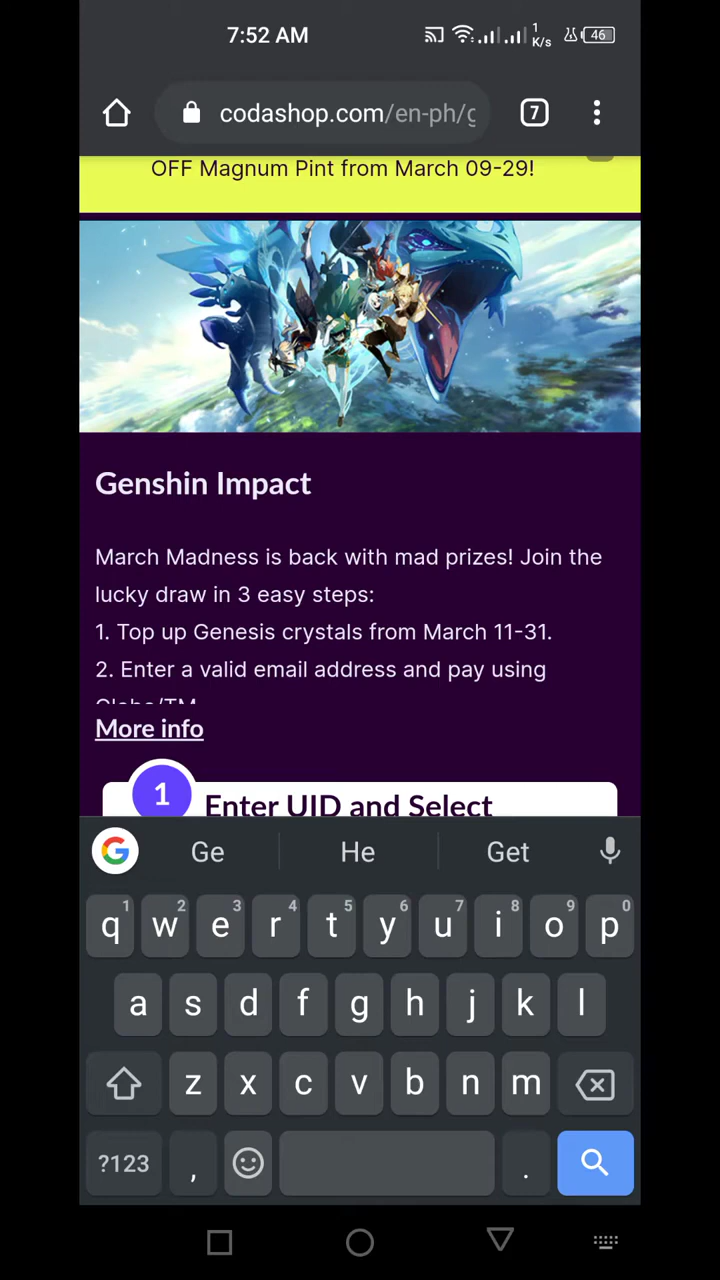 7:52 AM
1
K/s
46
codashop.com/en-ph/g
7
OFF Magnum Pint from March 09-29!
Genshin Impact
March Madness is back with mad prizes! Join the
lucky draw in 3 easy steps:
1. Top up Genesis crystals from March 11-31.
2. Enter a valid email address and pay using
Globe/TM
More info
1
Enter UID and Select
G
Ge
He
Get
1 2 3 4 5 6 7 8 9 0
q w e r t y u i o p
a s d f g h j k l
z x c v b n m
?123 , .